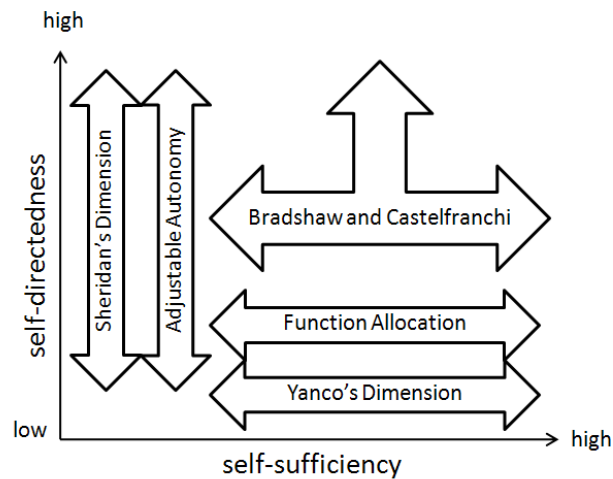 high
self-directedness
Sheridan's Dimension
Adjustable Autonomy
Bradshaw and Castelfranchi
Function Allocation
Yanco's Dimension
low
high
self-sufficiency